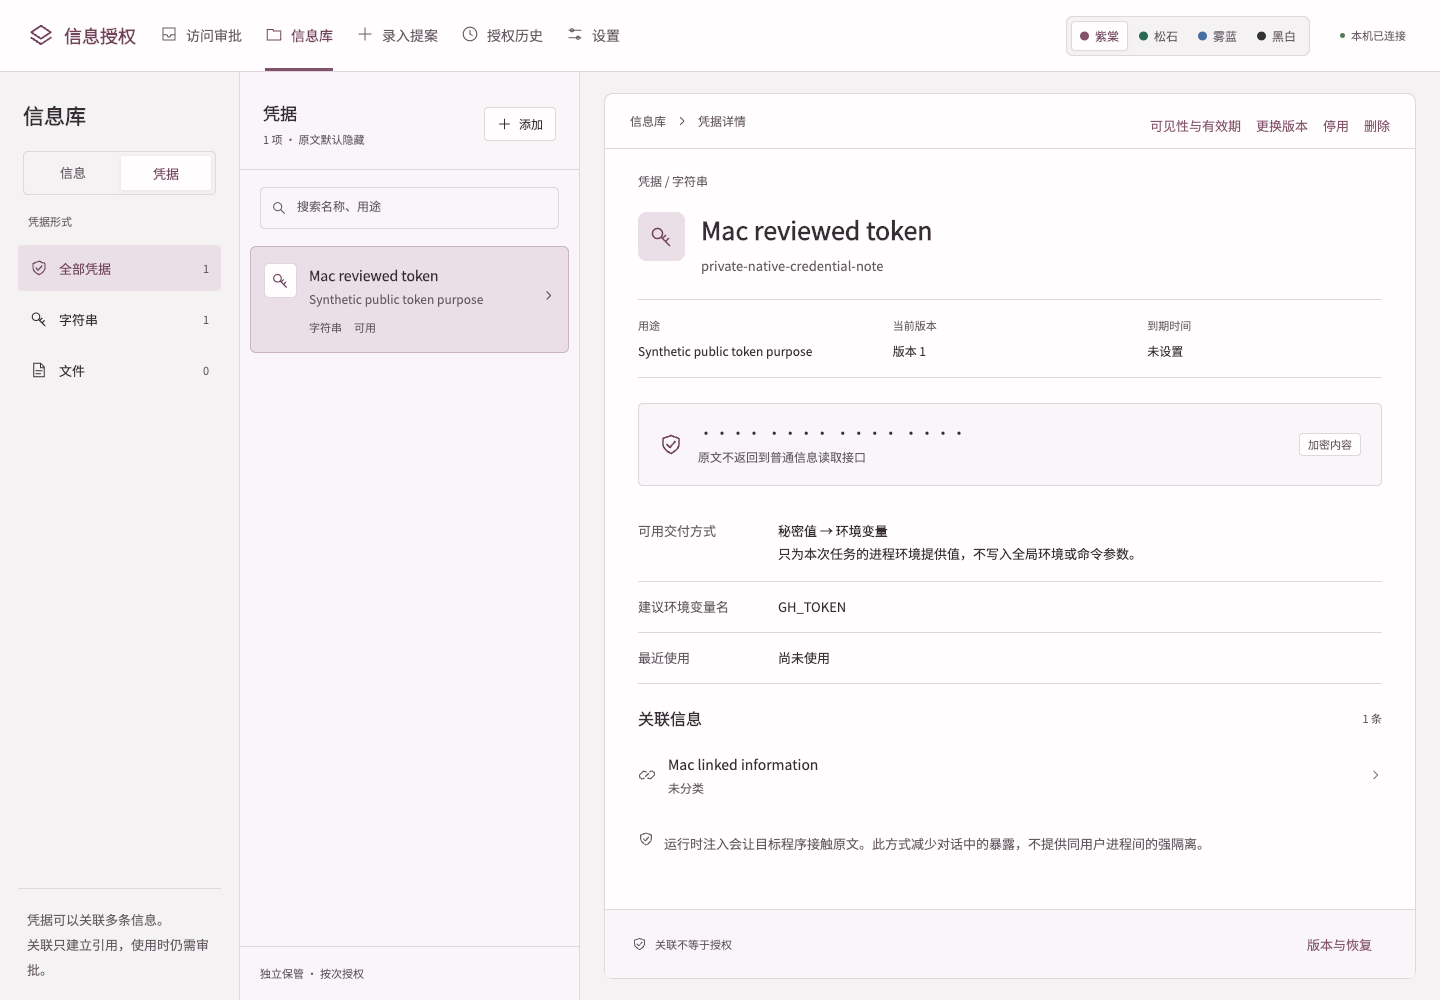 信息授权
访问审批
信息库
录入提案
授权历史
设置
紫棠
松石
雾蓝
黑白
本机已连接
信息库
信息
凭据
凭据形式
全部凭据
1
字符串
1
文件
0
凭据可以关联多条信息。
关联只建立引用，使用时仍需审
批。
凭据
1 项 · 原文默认隐藏
添加
搜索名称、用途
Mac reviewed token
Synthetic public token purpose
字符串 可用
独立保管 · 按次授权
信息库 > 凭据详情
可见性与有效期
更换版本
停用
删除
凭据 / 字符串
Mac reviewed token
private-native-credential-note
用途
Synthetic public token purpose
当前版本
版本 1
到期时间
未设置
• • • • • • • • • • • • • • • •
原文不返回到普通信息读取接口
加密内容
可用交付方式
秘密值 → 环境变量
只为本次任务的进程环境提供值，不写入全局环境或命令参数。
建议环境变量名
GH_TOKEN
最近使用
尚未使用
关联信息
1 条
Mac linked information
未分类
运行时注入会让目标程序接触原文。此方式减少对话中的暴露，不提供同用户进程间的强隔离。
关联不等于授权
版本与恢复